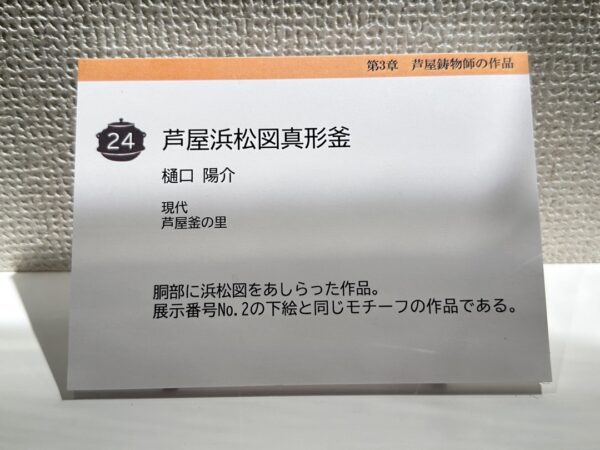 第3章　芦屋鋳物師の作品
24
芦屋浜松図真形釜
樋口 陽介
現代
芦屋釜の里
胴部に浜松図をあしらった作品。
展示番号No.2の下絵と同じモチーフの作品である。